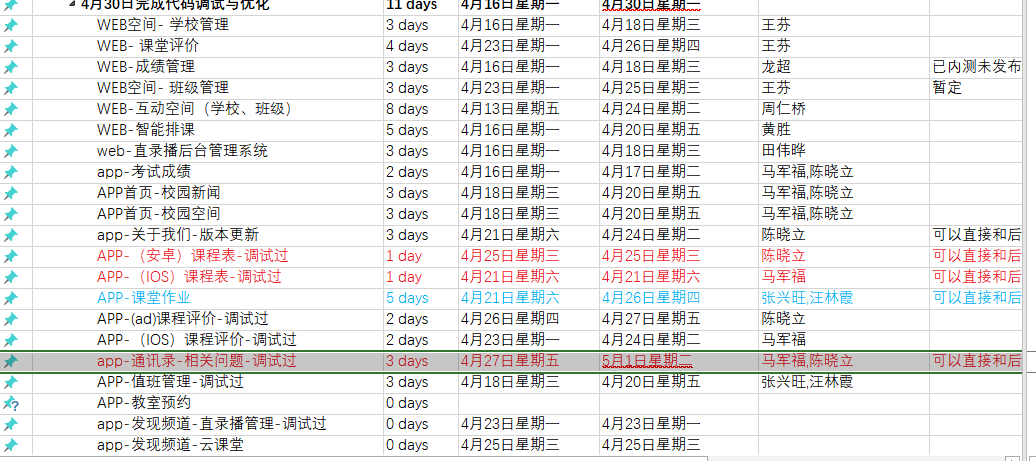 4月30日完成代码调试与优化 11 days 4月16日星期一 4月30日星期一
WEB空间- 学校管理 3 days 4月16日星期一 4月18日星期三 王芬
WEB- 课堂评价 4 days 4月23日星期一 4月26日星期四 王芬
WEB-成绩管理 3 days 4月16日星期一 4月18日星期三 龙超 已内测未发布
WEB空间- 班级管理 3 days 4月23日星期一 4月25日星期三 王芬 暂定
WEB-互动空间（学校、班级） 8 days 4月13日星期五 4月24日星期二 周仁桥
WEB-智能排课 5 days 4月16日星期一 4月20日星期五 黄胜
web-直录播后台管理系统 3 days 4月16日星期一 4月18日星期三 田伟晔
app-考试成绩 2 days 4月16日星期一 4月17日星期二 马军福,陈晓立
APP首页-校园新闻 3 days 4月18日星期三 4月20日星期五 马军福,陈晓立
APP首页-校园空间 3 days 4月18日星期三 4月20日星期五 马军福,陈晓立
app-关于我们-版本更新 3 days 4月21日星期六 4月24日星期二 陈晓立 可以直接和后
APP-（安卓）课程表-调试过 1 day 4月25日星期三 4月25日星期三 陈晓立 可以直接和后
APP-（IOS）课程表-调试过 1 day 4月21日星期六 4月21日星期六 马军福 可以直接和后
APP-课堂作业 5 days 4月21日星期六 4月26日星期四 张兴旺,汪林霞 可以直接和后
APP-(ad)课程评价-调试过 2 days 4月26日星期四 4月27日星期五 陈晓立
APP-（IOS）课程评价-调试过 2 days 4月23日星期一 4月24日星期二 马军福
app-通讯录-相关问题-调试过 3 days 4月27日星期五 5月1日星期二 马军福,陈晓立 可以直接和后
APP-值班管理-调试过 3 days 4月18日星期三 4月20日星期五 张兴旺,汪林霞
APP-教室预约 0 days
app-发现频道-直录播管理-调试过 0 days 4月23日星期一 4月23日星期一
app-发现频道-云课堂 0 days 4月25日星期三 4月25日星期三